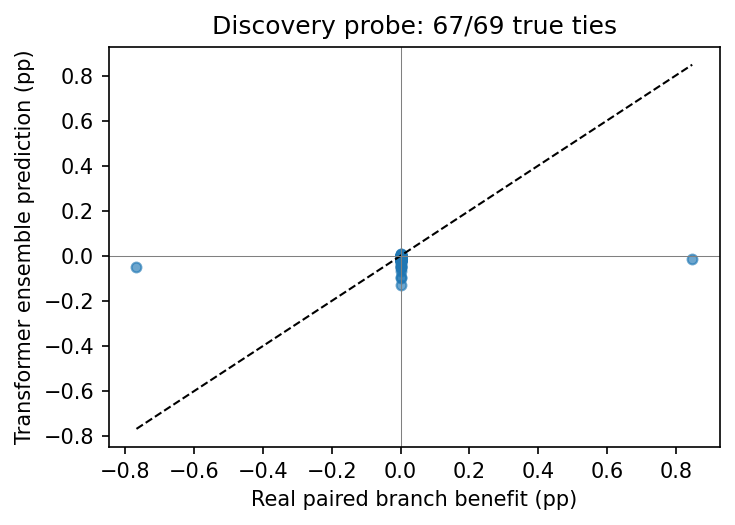 Discovery probe: 67/69 true ties
Transformer ensemble prediction (pp)
0.8
0.6
0.4
0.2
0.0
−0.2
−0.4
−0.6
−0.8
−0.8 −0.6 −0.4 −0.2 0.0 0.2 0.4 0.6 0.8
Real paired branch benefit (pp)